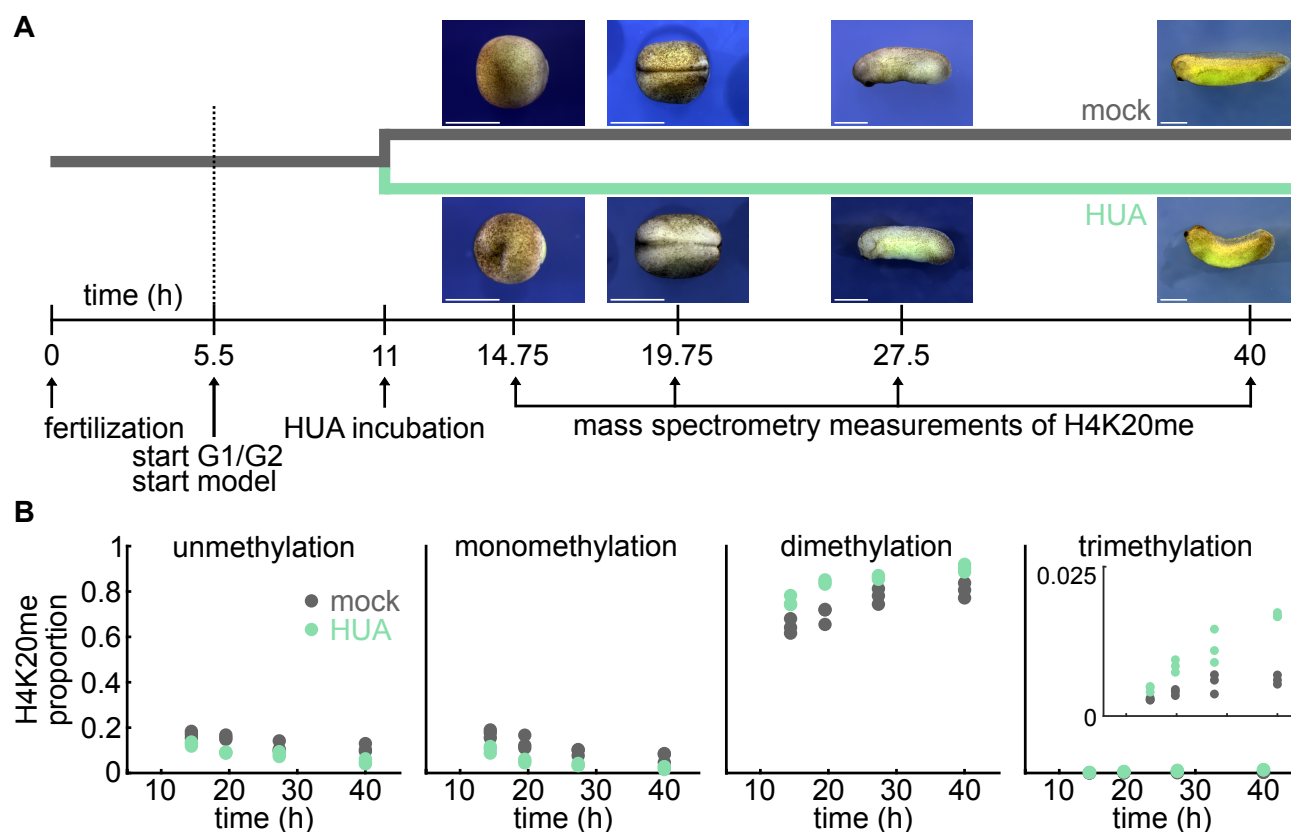 A
mock
HUA
time (h)
0 5.5 11 14.75 19.75 27.5 40
fertilization
HUA incubation
mass spectrometry measurements of H4K20me
start G1/G2
start model
B
unmethylation monomethylation dimethylation trimethylation
H4K20me
proportion
1
0.8
0.6
0.4
0.2
0
mock
HUA
0.025
0
10 20 30 40 10 20 30 40 10 20 30 40 10 20 30 40
time (h) time (h) time (h) time (h)